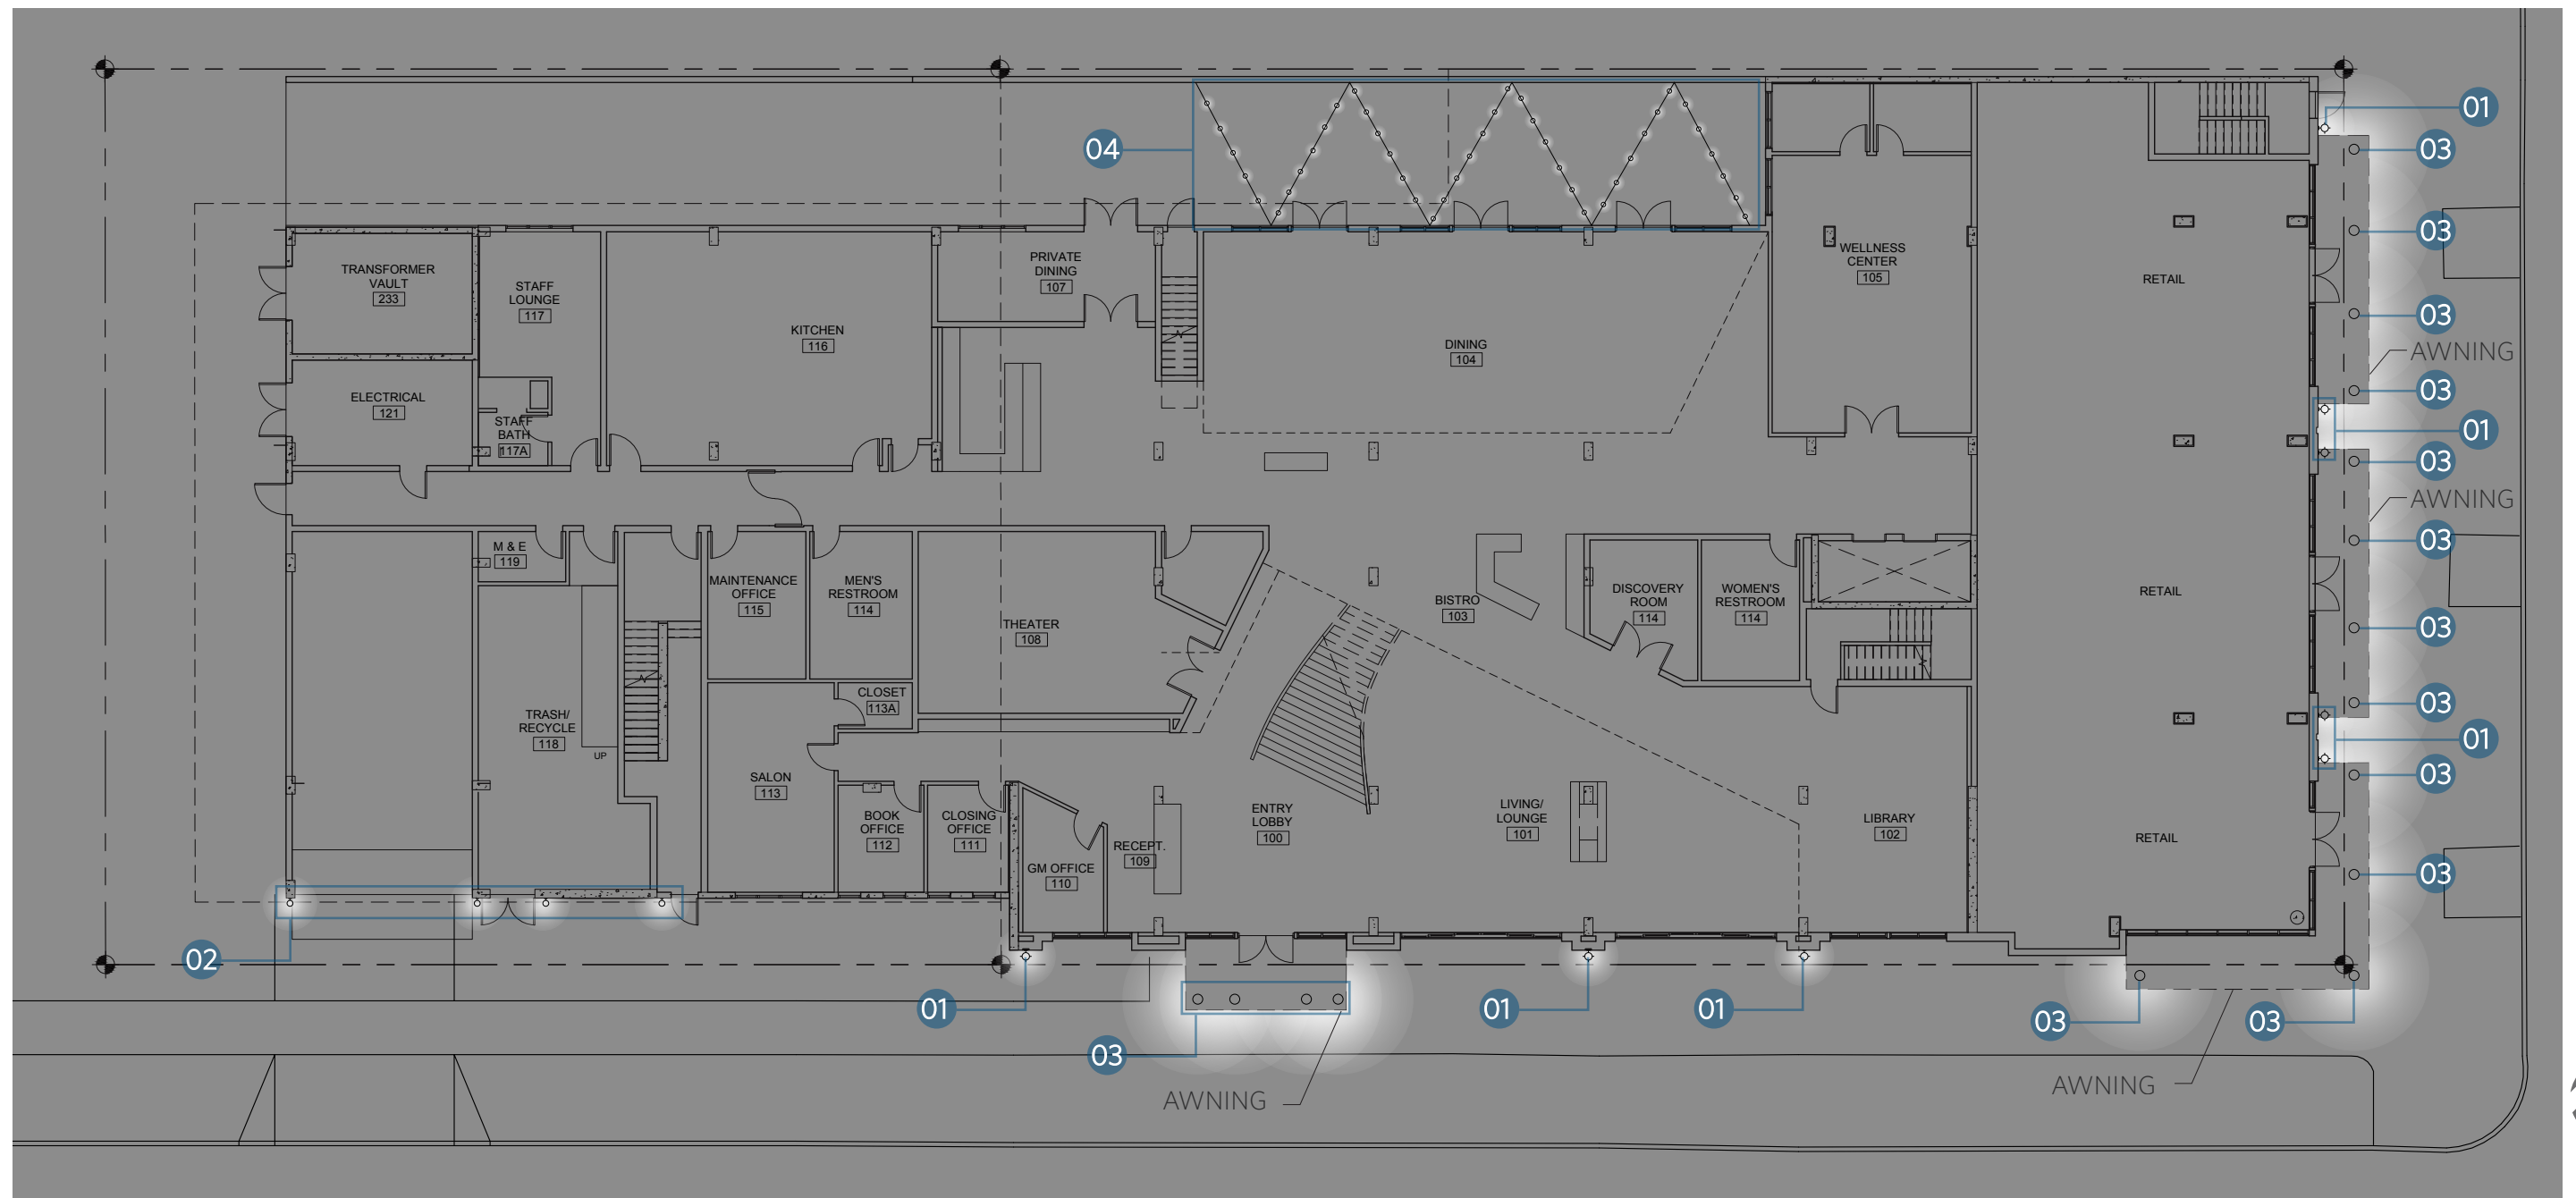 01
03
04
03
WELLNESS
CENTER
105
PRIVATE
DINING
107
TRANSFORMER
VAULT
233
STAFF
LOUNGE
117
RETAIL
KITCHEN
116
DINING
104
03
AWNING
03
ELECTRICAL
121
STAFF
BATH
117A
01
03
AWNING
03
M & E
119
MAINTENANCE
OFFICE
115
MEN'S
RESTROOM
114
THEATER
108
BISTRO
103
DISCOVERY
ROOM
114
WOMEN'S
RESTROOM
114
RETAIL
03
CLOSET
113A
03
TRASH/
RECYCLE
118
UP
01
SALON
113
03
BOOK
OFFICE
112
CLOSING
OFFICE
111
GM OFFICE
110
RECEPT.
109
ENTRY
LOBBY
100
LIVING/
LOUNGE
101
LIBRARY
102
RETAIL
03
02
01
01
01
03
03
03
AWNING
AWNING